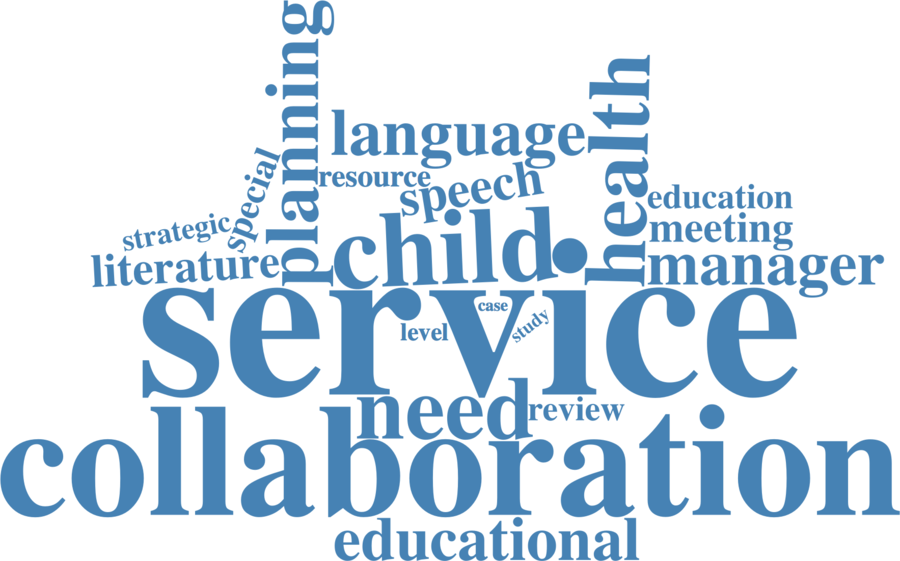 planning
health
language
resource
speech
special
education
strategic
meeting
child
literature
manager
service
case
level
study
need
review
collaboration
educational